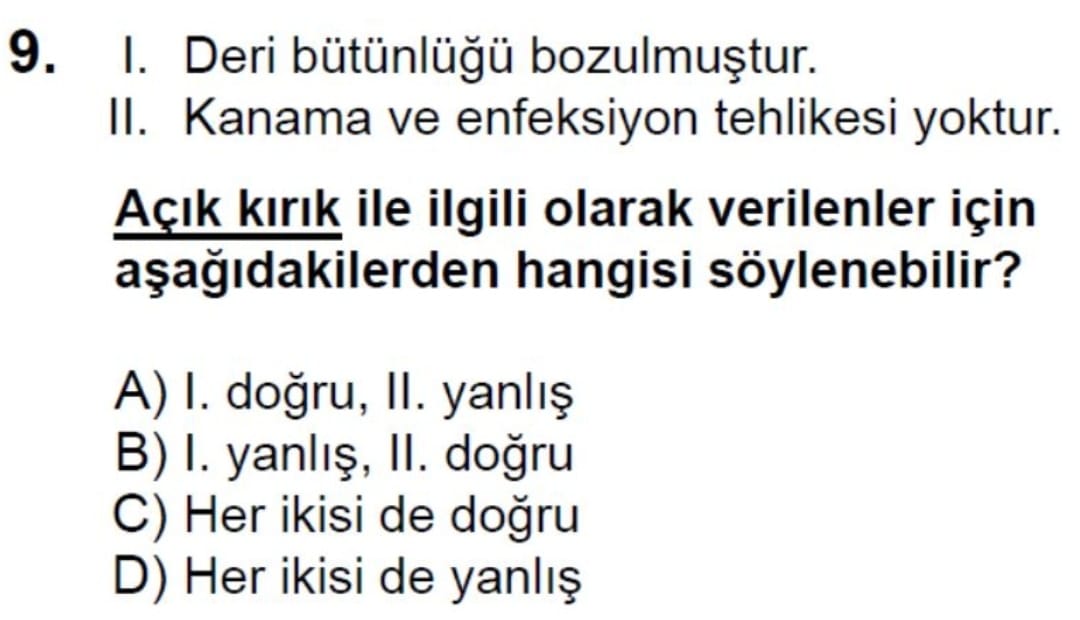 9. I. Deri bütünlüğü bozulmuştur.
II. Kanama ve enfeksiyon tehlikesi yoktur.
Açık kırık ile ilgili olarak verilenler için
aşağıdakilerden hangisi söylenebilir?
A) I. doğru, II. yanlış
B) I. yanlış, II. doğru
C) Her ikisi de doğru
D) Her ikisi de yanlış